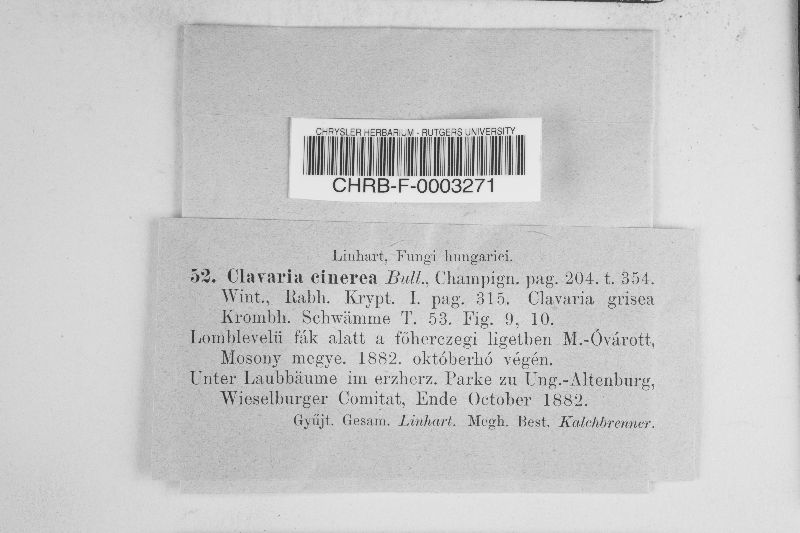 CHRYSLER HERBARIUM - RUTGERS UNIVERSITY
CHRB-F-0003271
Linhart, Fungi hungarici.
52. Clavaria cinerea Bull., Champign. pag. 204. t. 354.
Wint., Rabh. Krypt. I. pag. 315. Clavaria grisea
Krombh. Schwämme T. 53. Fig. 9, 10.
Lomblevelü fák alatt a főherczegi ligetben M.-Óvárott,
Mosony megye. 1882. októberhó végén.
Unter Laubbäume im erzherz. Parke zu Ung.-Altenburg,
Wieselburger Comitat, Ende October 1882.
Gyűjt. Gesam. Linhart. Megh. Best. Kalchbrenner.